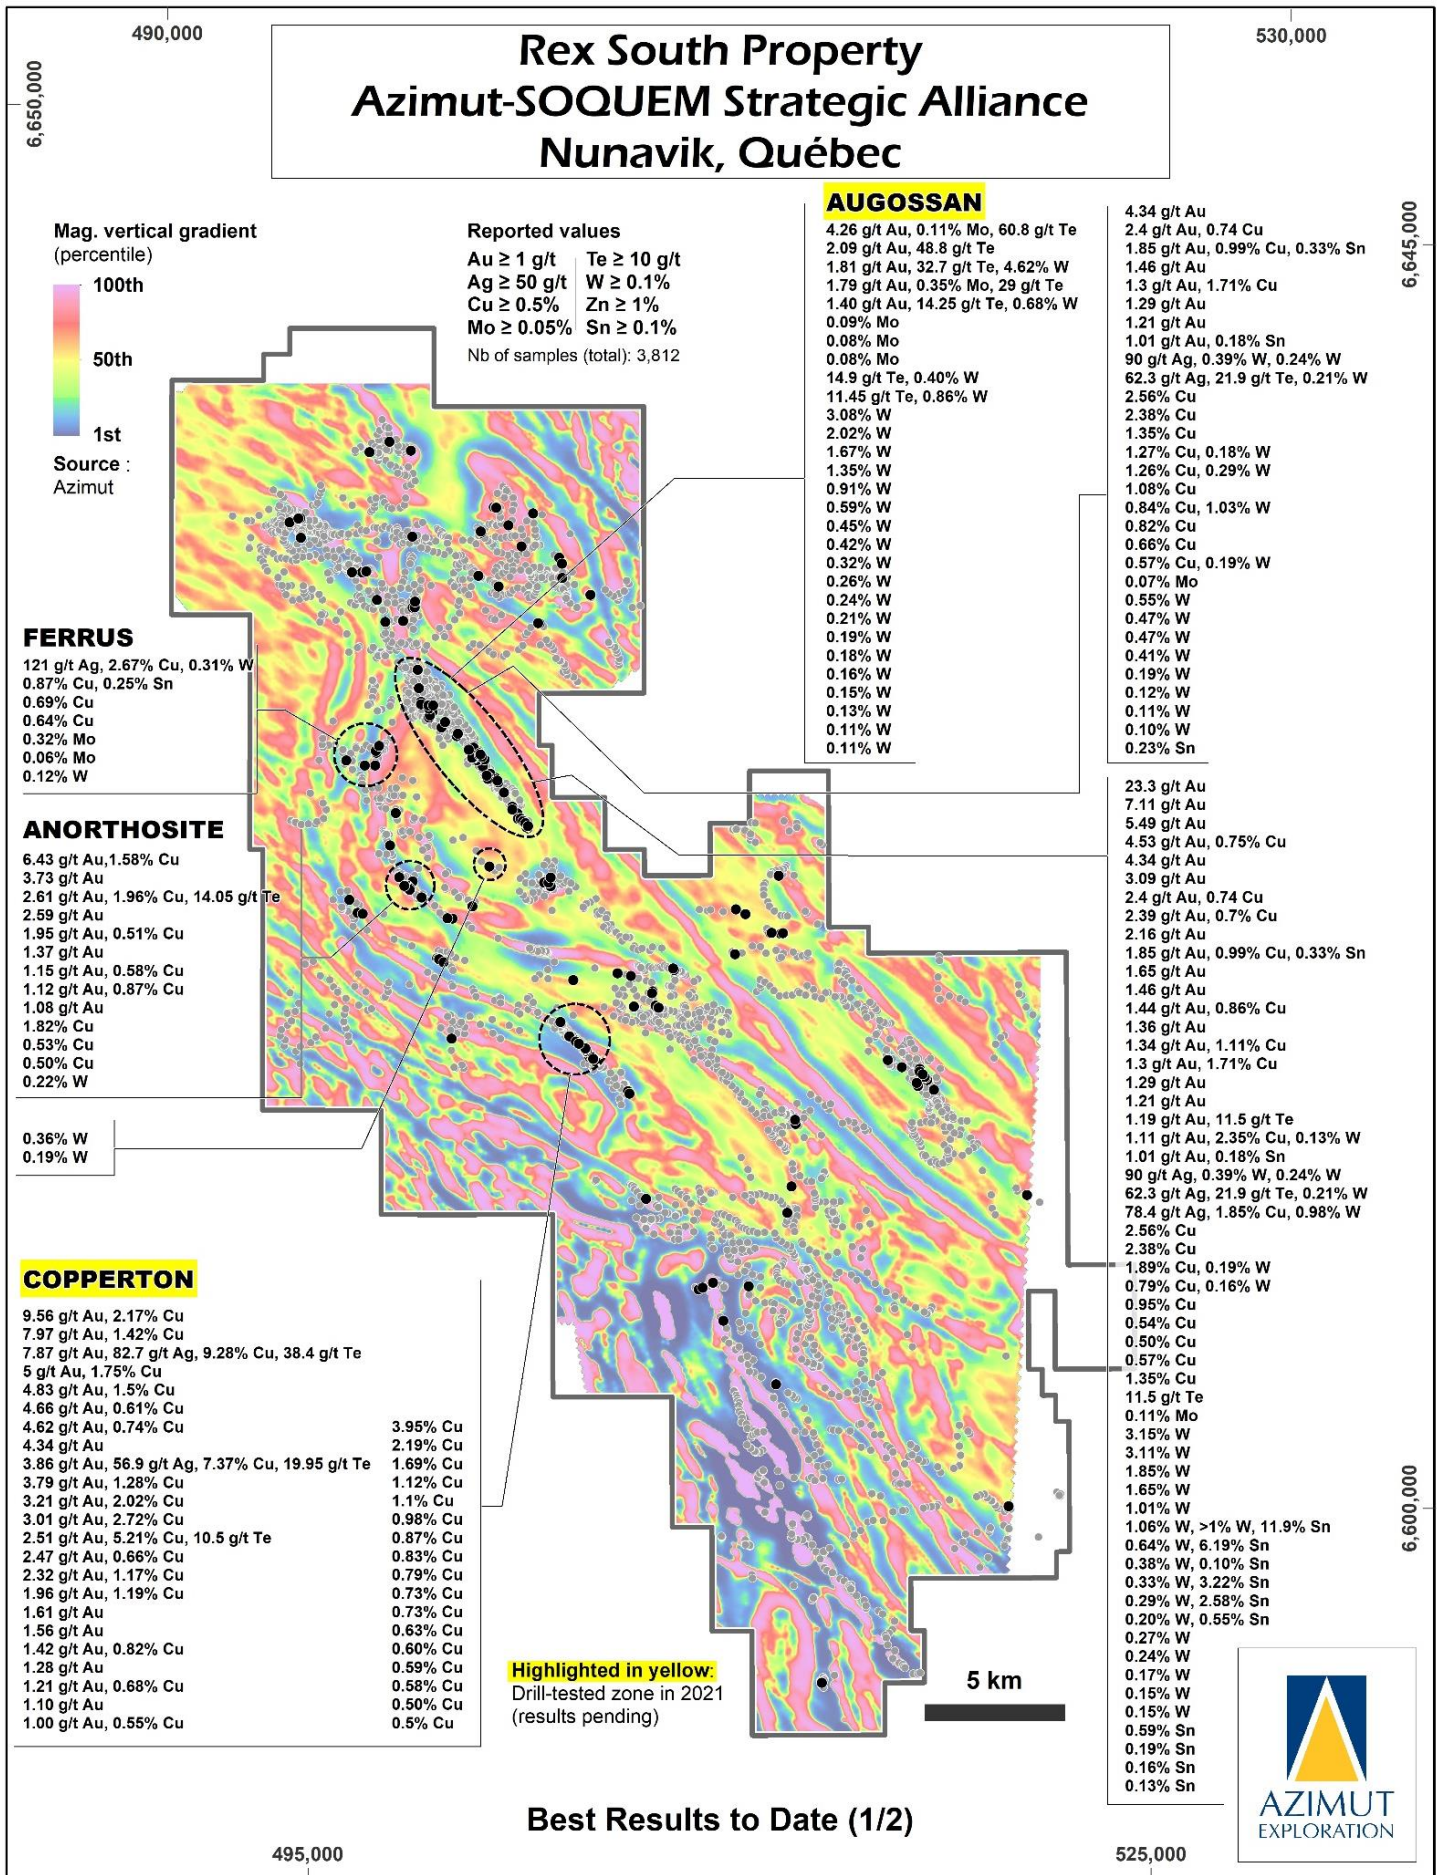 490,000
530,000
6,650,000
6,645,000
6,600,000
Rex South Property
Azimut-SOQUEM Strategic Alliance
Nunavik, Québec
Mag. vertical gradient
(percentile)
100th
50th
1st
Source :
Azimut
Reported values
Au ≥ 1 g/t
Ag ≥ 50 g/t
Cu ≥ 0.5%
Mo ≥ 0.05%
Te ≥ 10 g/t
W ≥ 0.1%
Zn ≥ 1%
Sn ≥ 0.1%
Nb of samples (total): 3,812
AUGOSSAN
4.26 g/t Au, 0.11% Mo, 60.8 g/t Te
2.09 g/t Au, 48.8 g/t Te
1.81 g/t Au, 32.7 g/t Te, 4.62% W
1.79 g/t Au, 0.35% Mo, 29 g/t Te
1.40 g/t Au, 14.25 g/t Te, 0.68% W
0.09% Mo
0.08% Mo
0.08% Mo
14.9 g/t Te, 0.40% W
11.45 g/t Te, 0.86% W
3.08% W
2.02% W
1.67% W
1.35% W
0.91% W
0.59% W
0.45% W
0.42% W
0.32% W
0.26% W
0.24% W
0.21% W
0.19% W
0.18% W
0.16% W
0.15% W
0.13% W
0.11% W
0.11% W
4.34 g/t Au
2.4 g/t Au, 0.74 Cu
1.85 g/t Au, 0.99% Cu, 0.33% Sn
1.46 g/t Au
1.3 g/t Au, 1.71% Cu
1.29 g/t Au
1.21 g/t Au
1.01 g/t Au, 0.18% Sn
90 g/t Ag, 0.39% W, 0.24% W
62.3 g/t Ag, 21.9 g/t Te, 0.21% W
2.56% Cu
2.38% Cu
1.35% Cu
1.27% Cu, 0.18% W
1.26% Cu, 0.29% W
1.08% Cu
0.84% Cu, 1.03% W
0.82% Cu
0.66% Cu
0.57% Cu, 0.19% W
0.07% Mo
0.55% W
0.47% W
0.47% W
0.41% W
0.19% W
0.12% W
0.11% W
0.10% W
0.23% Sn
FERRUS
121 g/t Ag, 2.67% Cu, 0.31% W
0.87% Cu, 0.25% Sn
0.69% Cu
0.64% Cu
0.32% Mo
0.06% Mo
0.12% W
ANORTHOSITE
6.43 g/t Au,1.58% Cu
3.73 g/t Au
2.61 g/t Au, 1.96% Cu, 14.05 g/t Te
2.59 g/t Au
1.95 g/t Au, 0.51% Cu
1.37 g/t Au
1.15 g/t Au, 0.58% Cu
1.12 g/t Au, 0.87% Cu
1.08 g/t Au
1.82% Cu
0.53% Cu
0.50% Cu
0.22% W
0.36% W
0.19% W
23.3 g/t Au
7.11 g/t Au
5.49 g/t Au
4.53 g/t Au, 0.75% Cu
4.34 g/t Au
3.09 g/t Au
2.4 g/t Au, 0.74 Cu
2.39 g/t Au, 0.7% Cu
2.16 g/t Au
1.85 g/t Au, 0.99% Cu, 0.33% Sn
1.65 g/t Au
1.46 g/t Au
1.44 g/t Au, 0.86% Cu
1.36 g/t Au
1.34 g/t Au, 1.11% Cu
1.3 g/t Au, 1.71% Cu
1.29 g/t Au
1.21 g/t Au
1.19 g/t Au, 11.5 g/t Te
1.11 g/t Au, 2.35% Cu, 0.13% W
1.01 g/t Au, 0.18% Sn
90 g/t Ag, 0.39% W, 0.24% W
62.3 g/t Ag, 21.9 g/t Te, 0.21% W
78.4 g/t Ag, 1.85% Cu, 0.98% W
2.56% Cu
2.38% Cu
1.89% Cu, 0.19% W
0.79% Cu, 0.16% W
0.95% Cu
0.54% Cu
0.50% Cu
0.57% Cu
1.35% Cu
11.5 g/t Te
0.11% Mo
3.15% W
3.11% W
1.85% W
1.65% W
1.01% W
1.06% W, >1% W, 11.9% Sn
0.64% W, 6.19% Sn
0.38% W, 0.10% Sn
0.33% W, 3.22% Sn
0.29% W, 2.58% Sn
0.20% W, 0.55% Sn
0.27% W
0.24% W
0.17% W
0.15% W
0.15% W
0.59% Sn
0.19% Sn
0.16% Sn
0.13% Sn
COPPERTON
9.56 g/t Au, 2.17% Cu
7.97 g/t Au, 1.42% Cu
7.87 g/t Au, 82.7 g/t Ag, 9.28% Cu, 38.4 g/t Te
5 g/t Au, 1.75% Cu
4.83 g/t Au, 1.5% Cu
4.66 g/t Au, 0.61% Cu
4.62 g/t Au, 0.74% Cu
4.34 g/t Au
3.86 g/t Au, 56.9 g/t Ag, 7.37% Cu, 19.95 g/t Te
3.79 g/t Au, 1.28% Cu
3.21 g/t Au, 2.02% Cu
3.01 g/t Au, 2.72% Cu
2.51 g/t Au, 5.21% Cu, 10.5 g/t Te
2.47 g/t Au, 0.66% Cu
2.32 g/t Au, 1.17% Cu
1.96 g/t Au, 1.19% Cu
1.61 g/t Au
1.56 g/t Au
1.42 g/t Au, 0.82% Cu
1.28 g/t Au
1.21 g/t Au, 0.68% Cu
1.10 g/t Au
1.00 g/t Au, 0.55% Cu
3.95% Cu
2.19% Cu
1.69% Cu
1.12% Cu
1.1% Cu
0.98% Cu
0.87% Cu
0.83% Cu
0.79% Cu
0.73% Cu
0.73% Cu
0.63% Cu
0.60% Cu
0.59% Cu
0.58% Cu
0.50% Cu
0.5% Cu
Highlighted in yellow:
Drill-tested zone in 2021
(results pending)
5 km
AZIMUT
EXPLORATION
Best Results to Date (1/2)
495,000
525,000